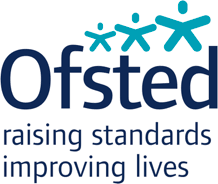 Ofsted
raising standards
improving lives